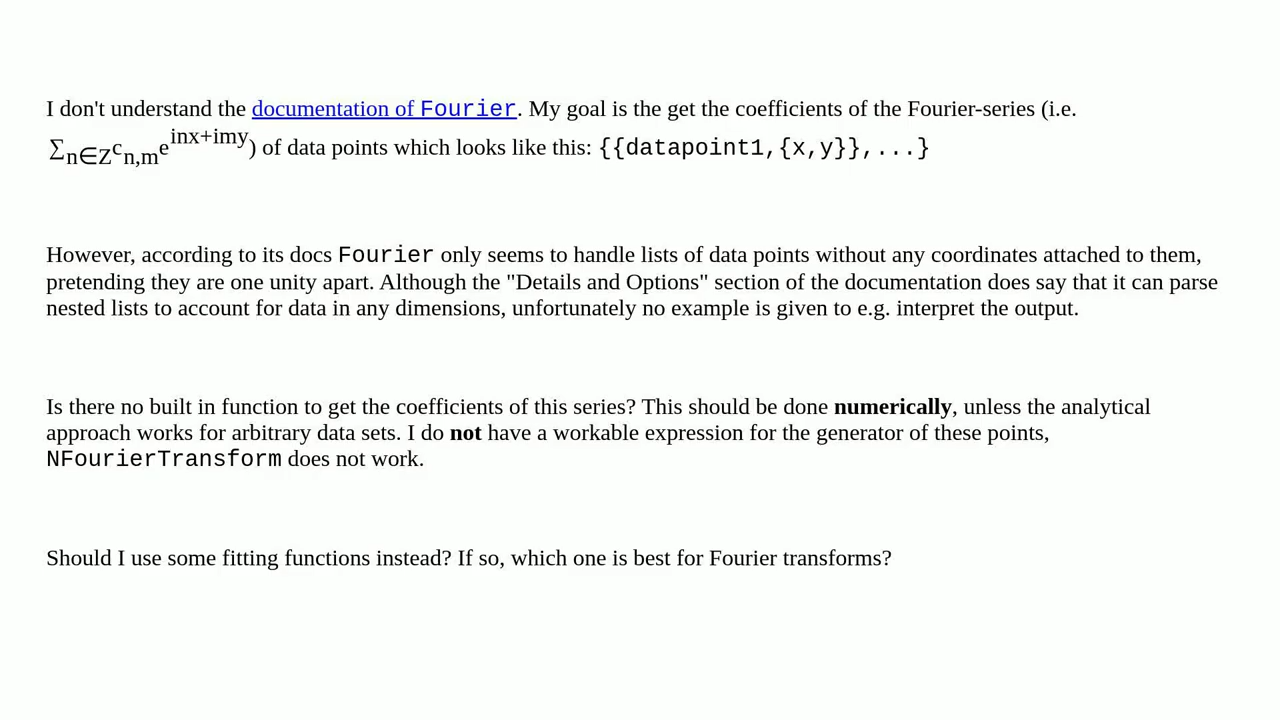 I don't understand the documentation of Fourier. My goal is the get the coefficients of the Fourier-series (i.e.
∑n∈Zcn,meinx+imy) of data points which looks like this: {{datapoint1,{x,y}},...}
However, according to its docs Fourier only seems to handle lists of data points without any coordinates attached to them,
pretending they are one unity apart. Although the "Details and Options" section of the documentation does say that it can parse
nested lists to account for data in any dimensions, unfortunately no example is given to e.g. interpret the output.
Is there no built in function to get the coefficients of this series? This should be done numerically, unless the analytical
approach works for arbitrary data sets. I do not have a workable expression for the generator of these points,
NFourierTransform does not work.
Should I use some fitting functions instead? If so, which one is best for Fourier transforms?